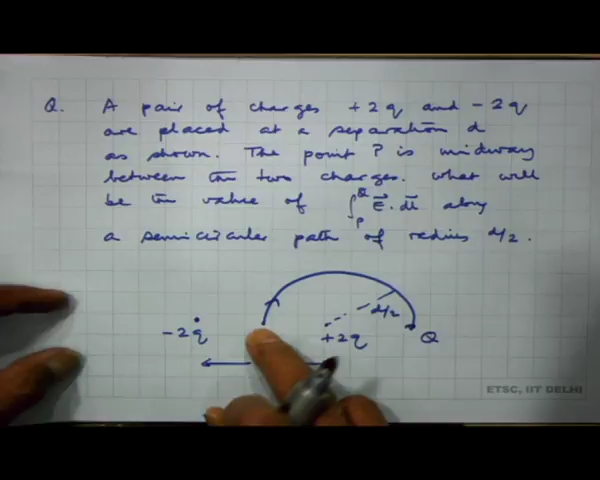 Q. A pair of charges +2q and -2q
are placed at a separation d
as shown. The point P is midway
between the two charges. What will
be the value of ∫_P^Q E⃗ . dl⃗ along
a semicircular path of radius d/2.
d/2
-2q
+2q
Q
ETSC, IIT DELHI